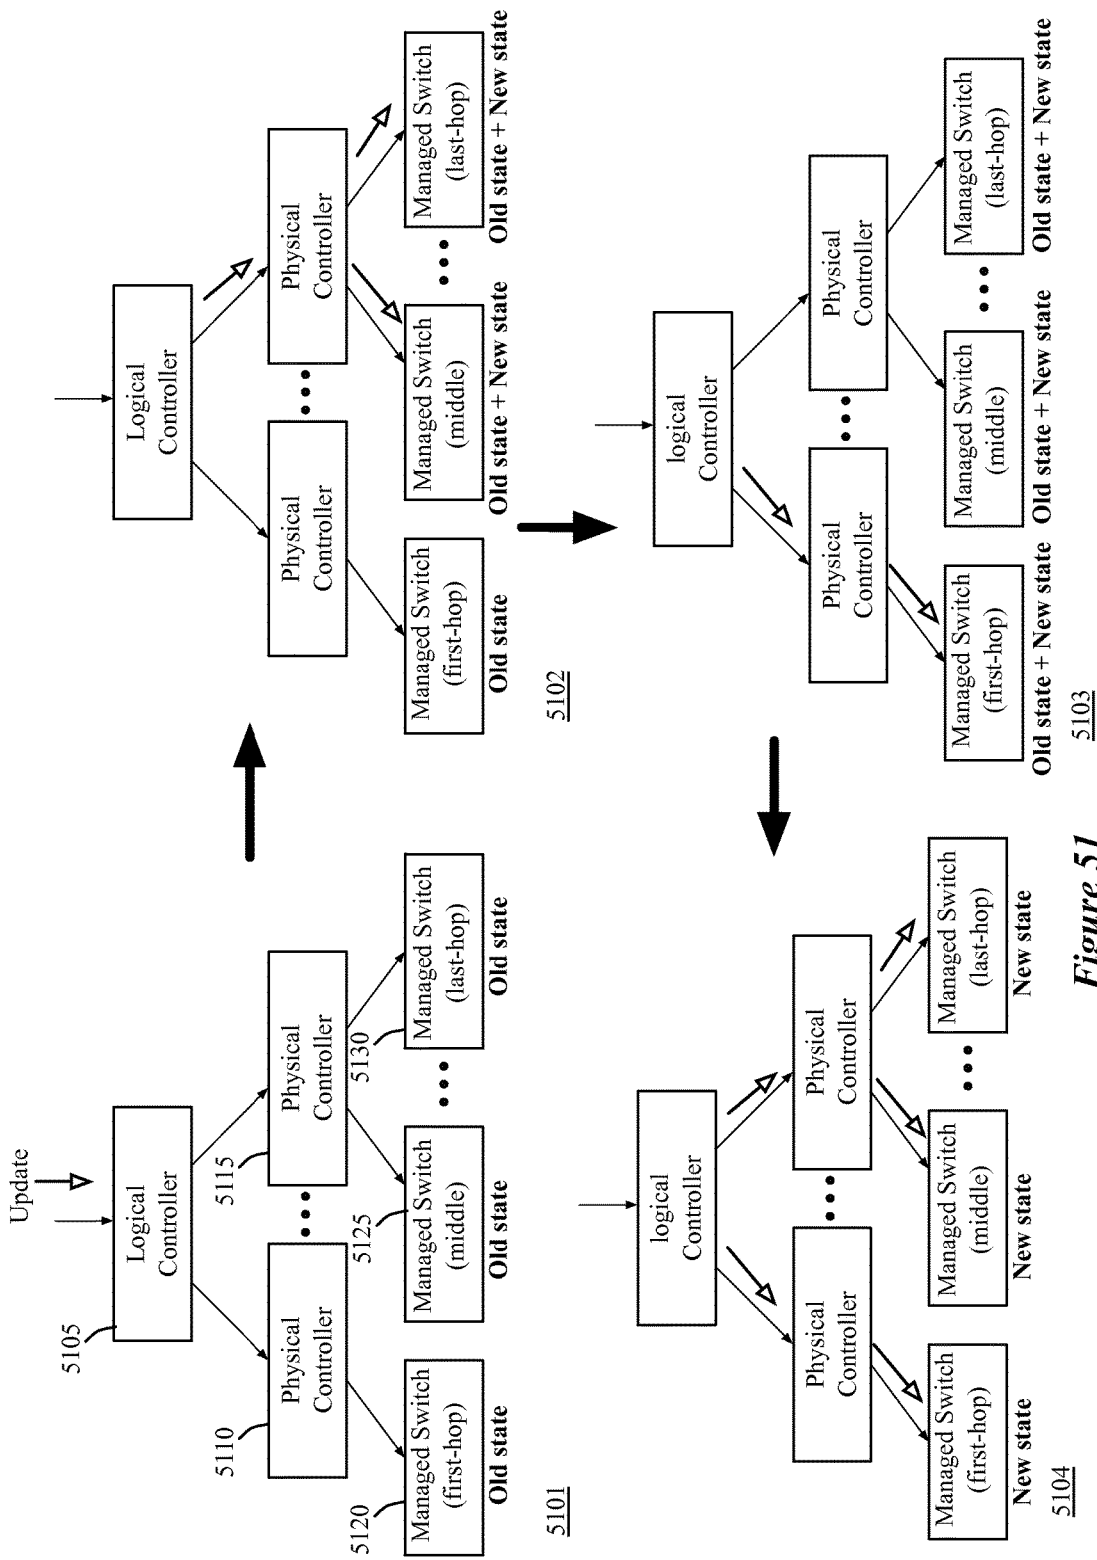 Update
5105
Logical
Controller
5110
Physical
Controller
5115
Physical
Controller
5120
Managed Switch
(first-hop)
Old state
5125
Managed Switch
(middle)
Old state
5130
Managed Switch
(last-hop)
Old state
5101
Logical
Controller
Physical
Controller
Physical
Controller
Managed Switch
(first-hop)
Old state
Managed Switch
(middle)
Old state + New state
Managed Switch
(last-hop)
Old state + New state
5102
logical
Controller
Physical
Controller
Physical
Controller
Managed Switch
(first-hop)
Old state + New state
Managed Switch
(middle)
Old state + New state
Managed Switch
(last-hop)
Old state + New state
5103
logical
Controller
Physical
Controller
Physical
Controller
Managed Switch
(first-hop)
New state
Managed Switch
(middle)
New state
Managed Switch
(last-hop)
New state
5104
Figure 51